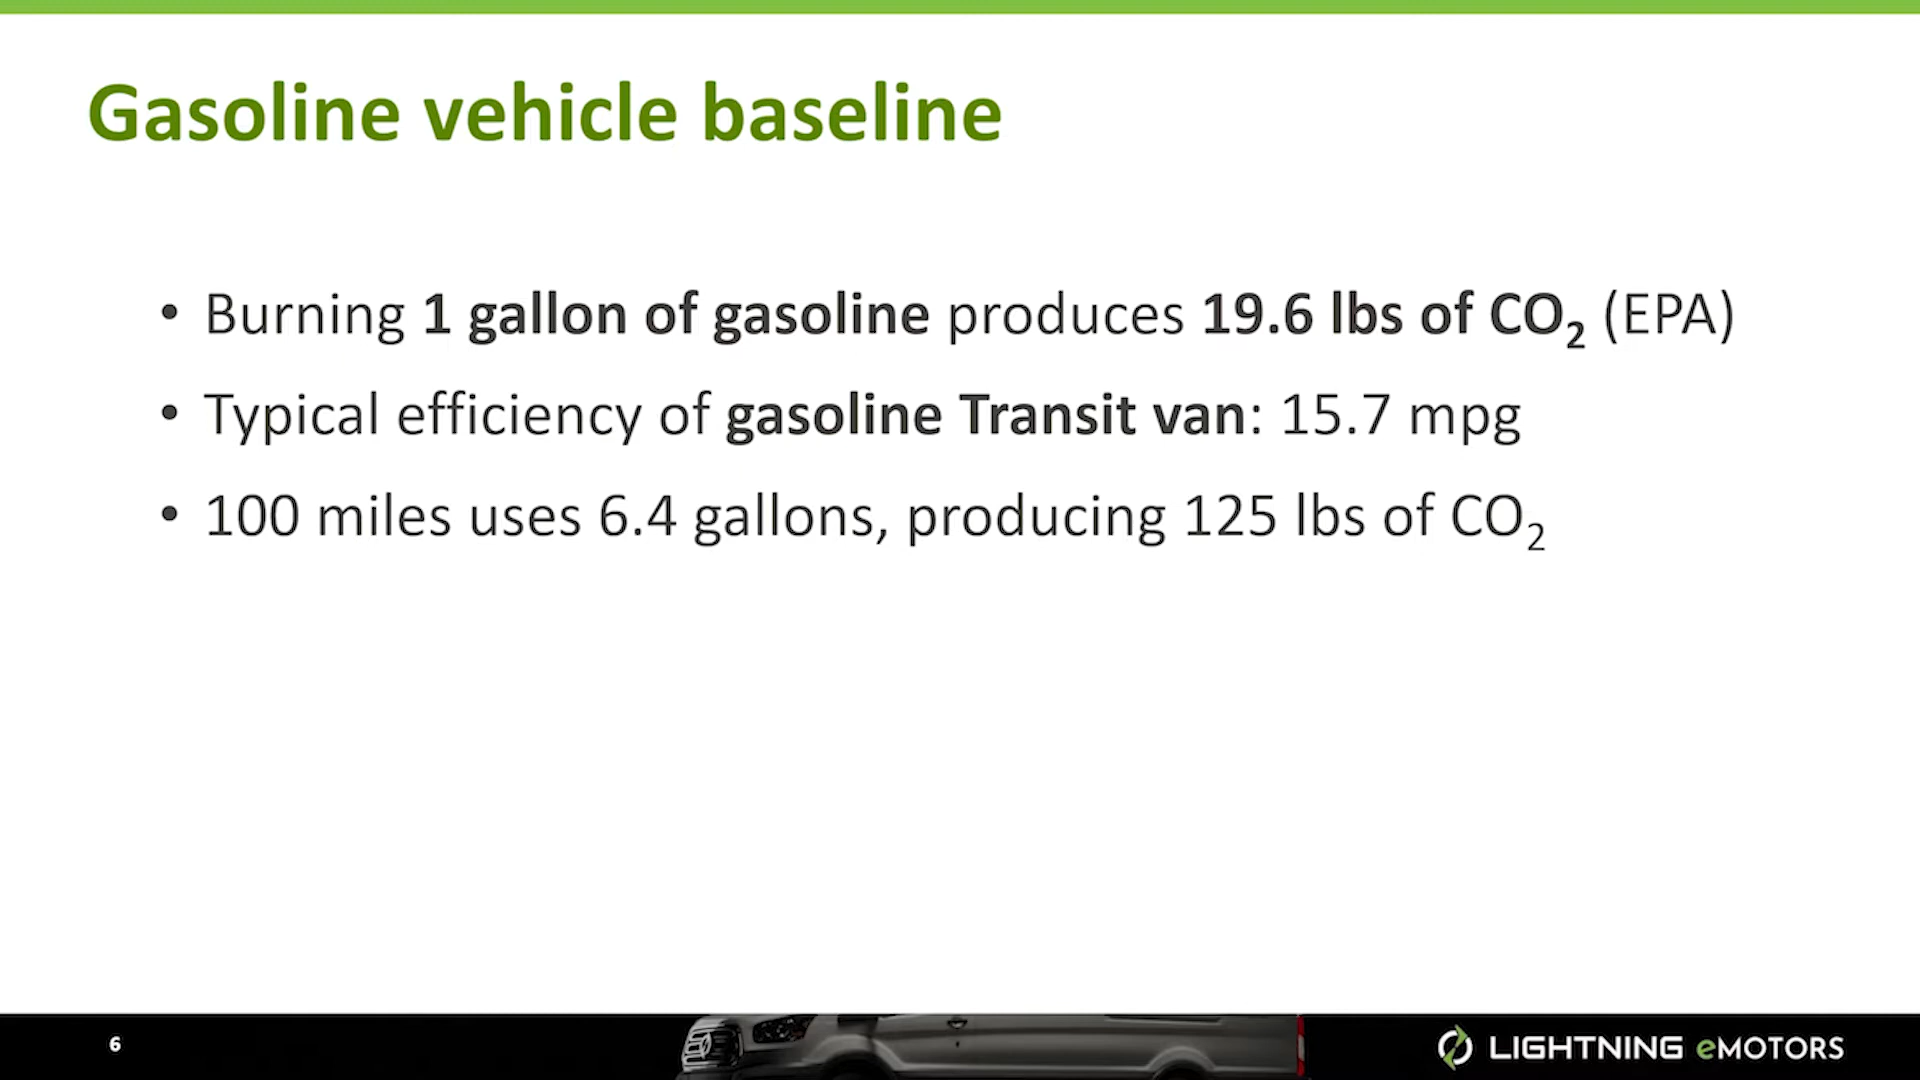 Gasoline vehicle baseline
• Burning 1 gallon of gasoline produces 19.6 lbs of CO₂ (EPA)
• Typical efficiency of gasoline Transit van: 15.7 mpg
• 100 miles uses 6.4 gallons, producing 125 lbs of CO₂
6
LIGHTNING eMOTORS